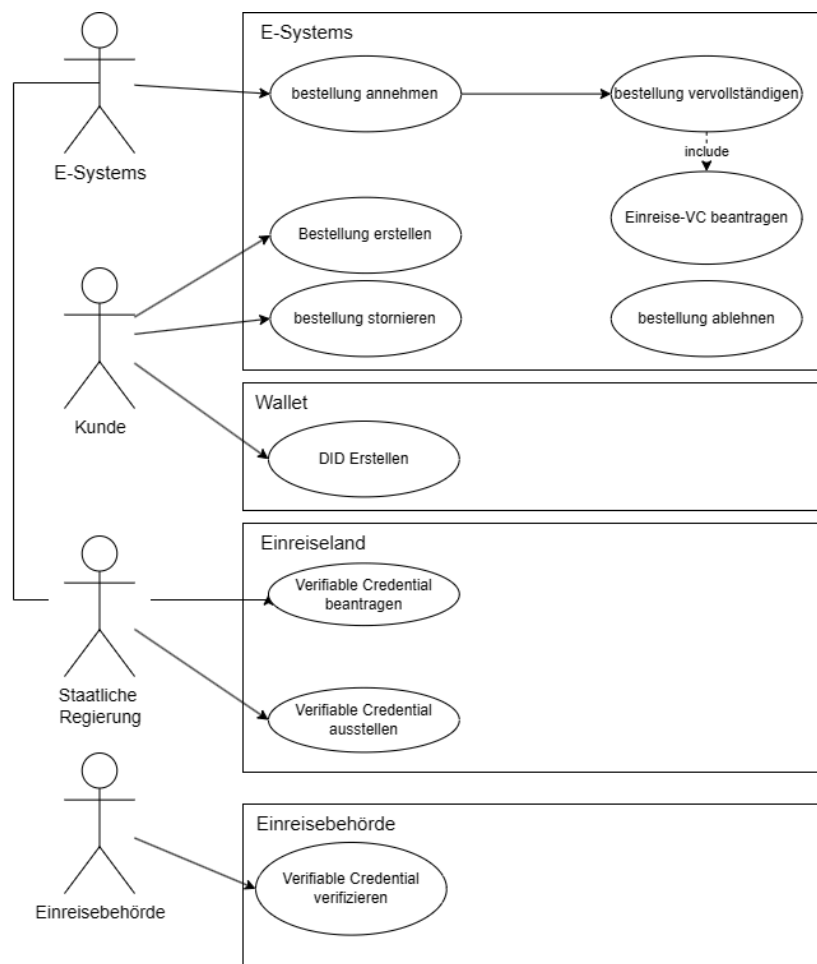 E-Systems
bestellung annehmen
bestellung vervollständigen
include
E-Systems
Einreise-VC beantragen
Bestellung erstellen
bestellung stornieren
bestellung ablehnen
Kunde
Wallet
DID Erstellen
Einreiseland
Verifiable Credential
beantragen
Staatliche
Regierung
Verifiable Credential
ausstellen
Einreisebehörde
Verifiable Credential
verifizieren
Einreisebehörde